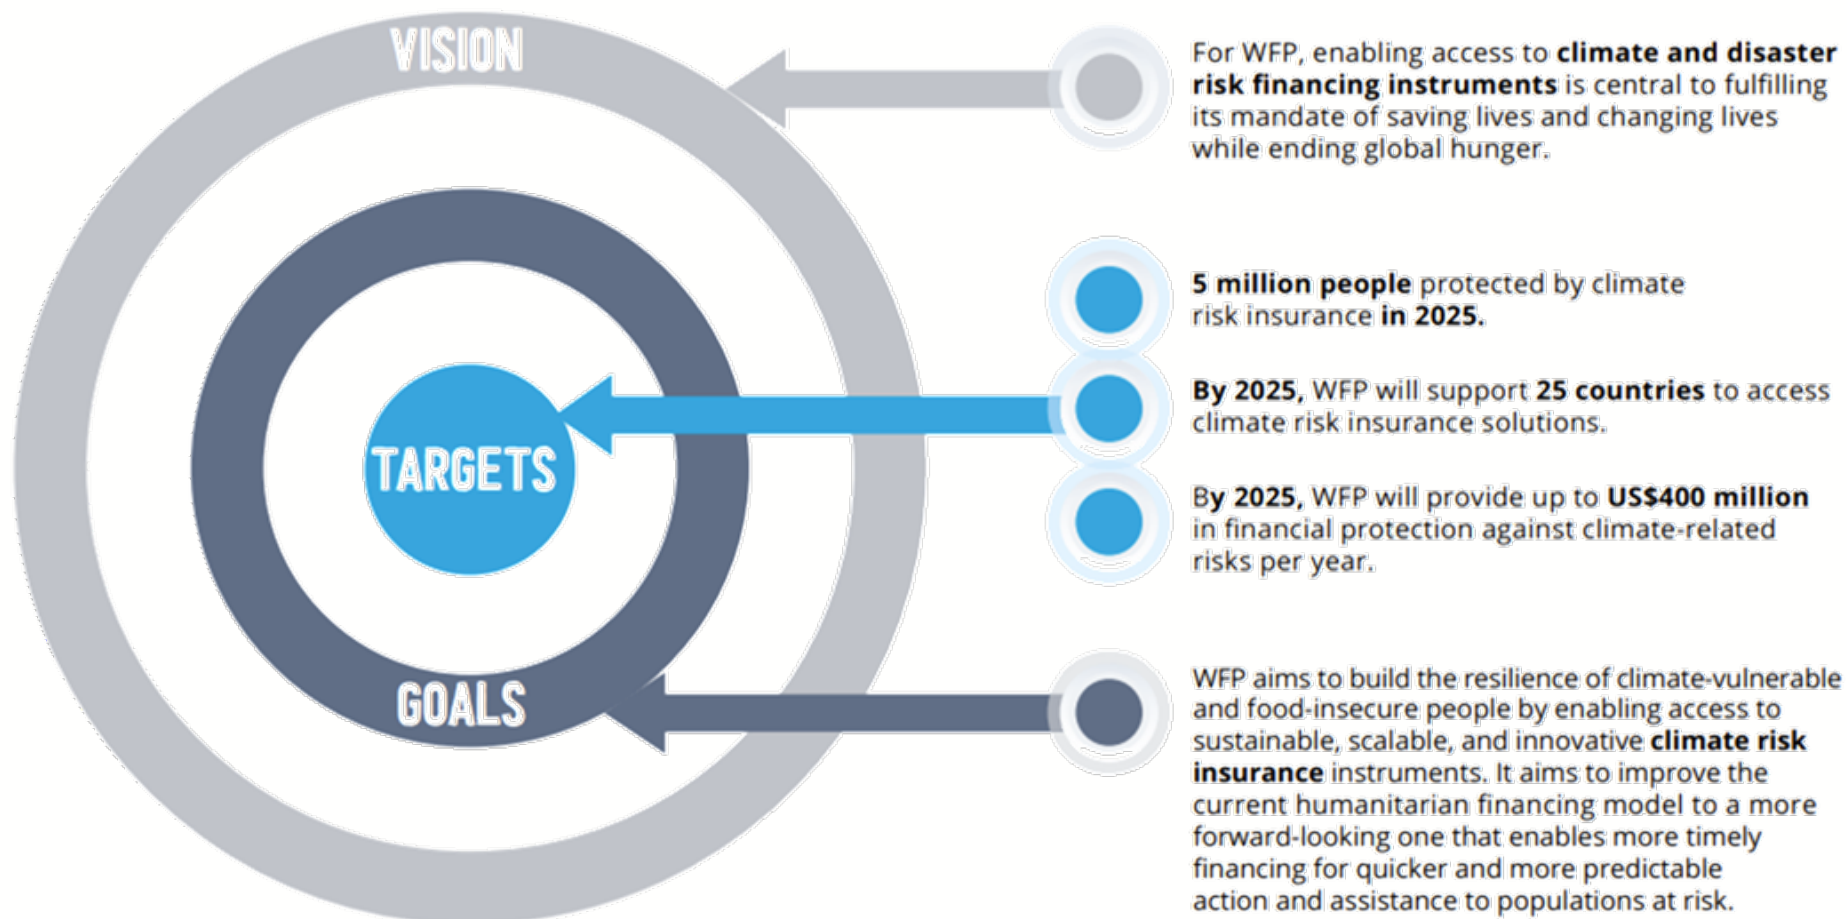 VISION
For WFP, enabling access to climate and disaster
risk financing instruments is central to fulfilling
its mandate of saving lives and changing lives
while ending global hunger.
5 million people protected by climate
risk insurance in 2025.
By 2025, WFP will support 25 countries to access
climate risk insurance solutions.
TARGETS
By 2025, WFP will provide up to US$400 million
in financial protection against climate-related
risks per year.
GOALS
WFP aims to build the resilience of climate-vulnerable
and food-insecure people by enabling access to
sustainable, scalable, and innovative climate risk
insurance instruments. It aims to improve the
current humanitarian financing model to a more
forward-looking one that enables more timely
financing for quicker and more predictable
action and assistance to populations at risk.